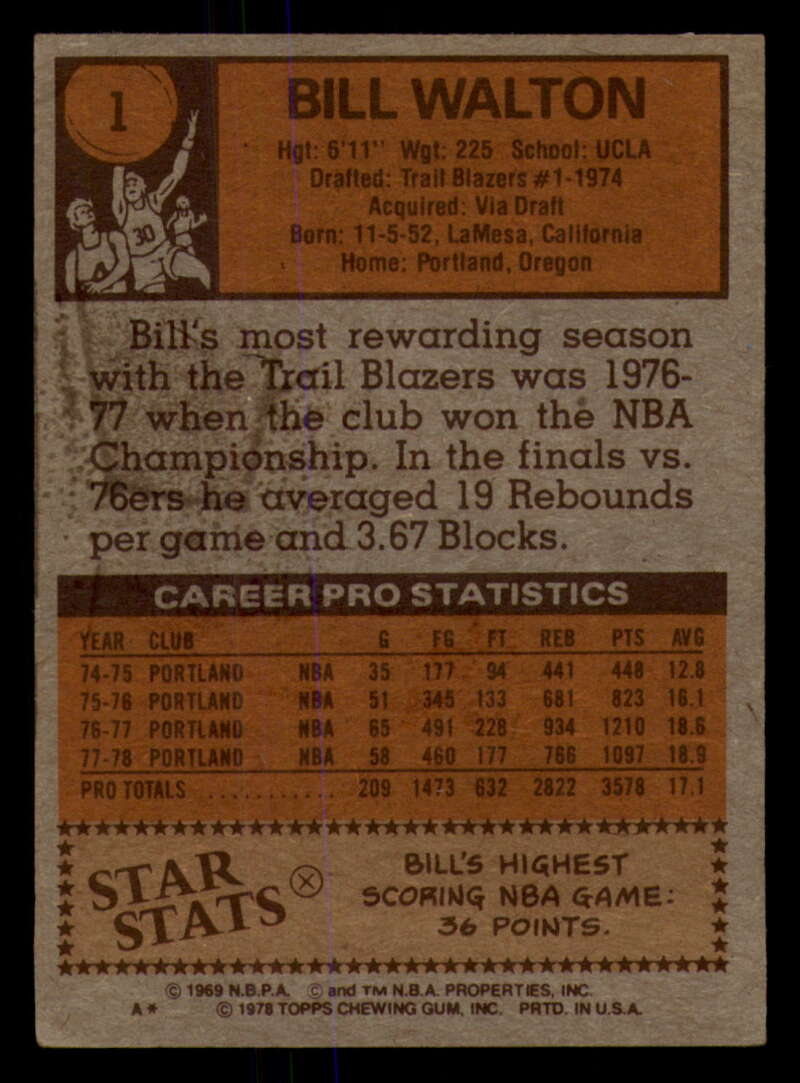 1
30
BILL WALTON
Hgt: 6'11" Wgt: 225 School: UCLA
Drafted: Trail Blazers #1-1974
Acquired: Via Draft
Born: 11-5-52, LaMesa, California
Home: Portland, Oregon
Bill's most rewarding season
with the Trail Blazers was 1976-
77 when the club won the NBA
Championship. In the finals vs.
76ers he averaged 19 Rebounds
per game and 3.67 Blocks.
CAREER PRO STATISTICS
YEAR CLUB G FG FT REB PTS AVG
74-75 PORTLAND NBA 35 177 94 441 448 12.8
75-76 PORTLAND NBA 51 345 133 681 823 16.1
76-77 PORTLAND NBA 65 491 228 934 1210 18.6
77-78 PORTLAND NBA 58 460 177 766 1097 18.9
PRO TOTALS ........... 209 1473 632 2822 3578 17.1
STAR
STATS
BILL'S HIGHEST
SCORING NBA GAME:
36 POINTS.
© 1969 N.B.P.A. © and TM N.B.A. PROPERTIES, INC.
A* © 1978 TOPPS CHEWING GUM, INC. PRTD. IN U.S.A.